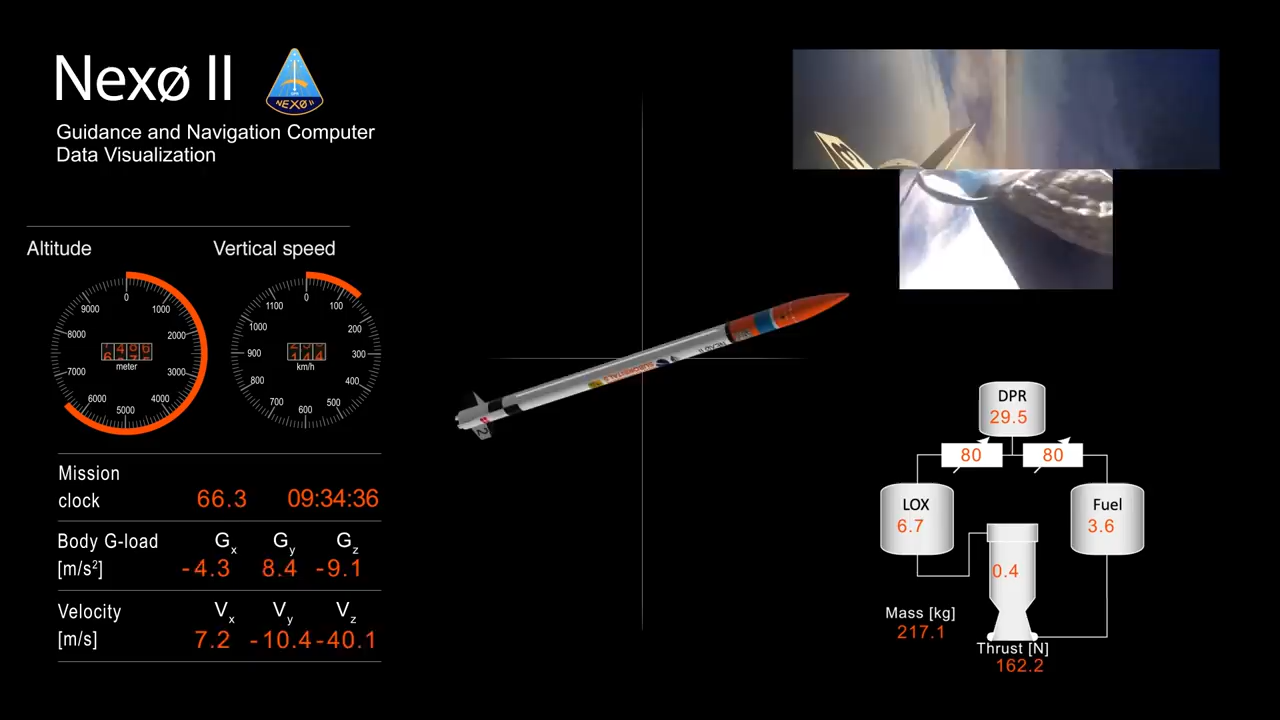 Nexø II
NEXØ II
Guidance and Navigation Computer
Data Visualization
Altitude
Vertical speed
0
1000
2000
3000
4000
5000
6000
7000
8000
9000
meter
0
100
200
300
400
500
600
700
800
900
1000
1100
km/h
Mission
clock
66.3 09:34:36
Body G-load
[m/s²]
Gx Gy Gz
-4.3 8.4 -9.1
Velocity
[m/s]
Vx Vy Vz
7.2 -10.4 -40.1
DPR
29.5
80 80
LOX
6.7
Fuel
3.6
0.4
Mass [kg]
217.1
Thrust [N]
162.2